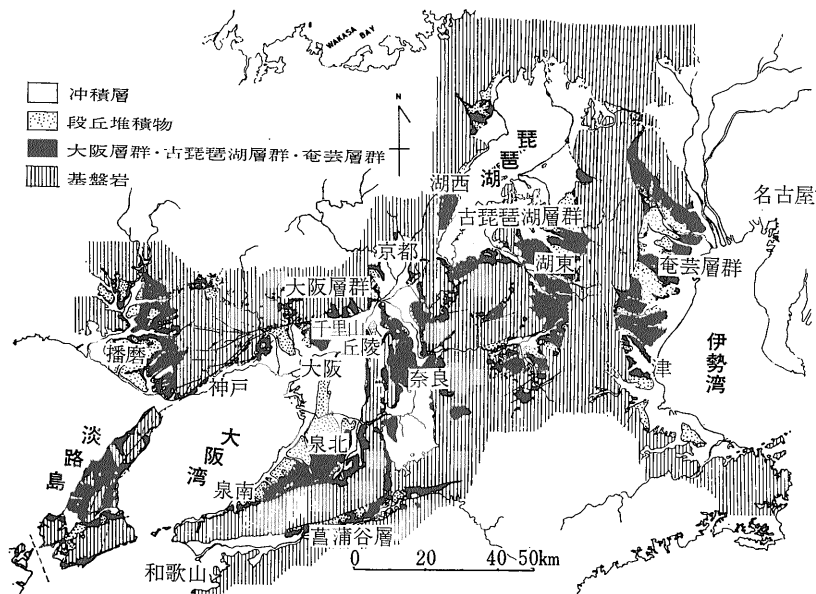 WAKASA BAY
冲積層
段丘堆積物
大阪層群・古琵琶湖層群・奄芸層群
基盤岩
N
琵琶湖
湖西
古琵琶湖層群
名古屋
京都
湖東
奄芸層群
大阪層群
千里山
丘陵
伊勢湾
播磨
大阪
神戸
奈良
津
淡路島
大阪湾
泉北
泉南
菖蒲谷層
和歌山
0 20 40 50km